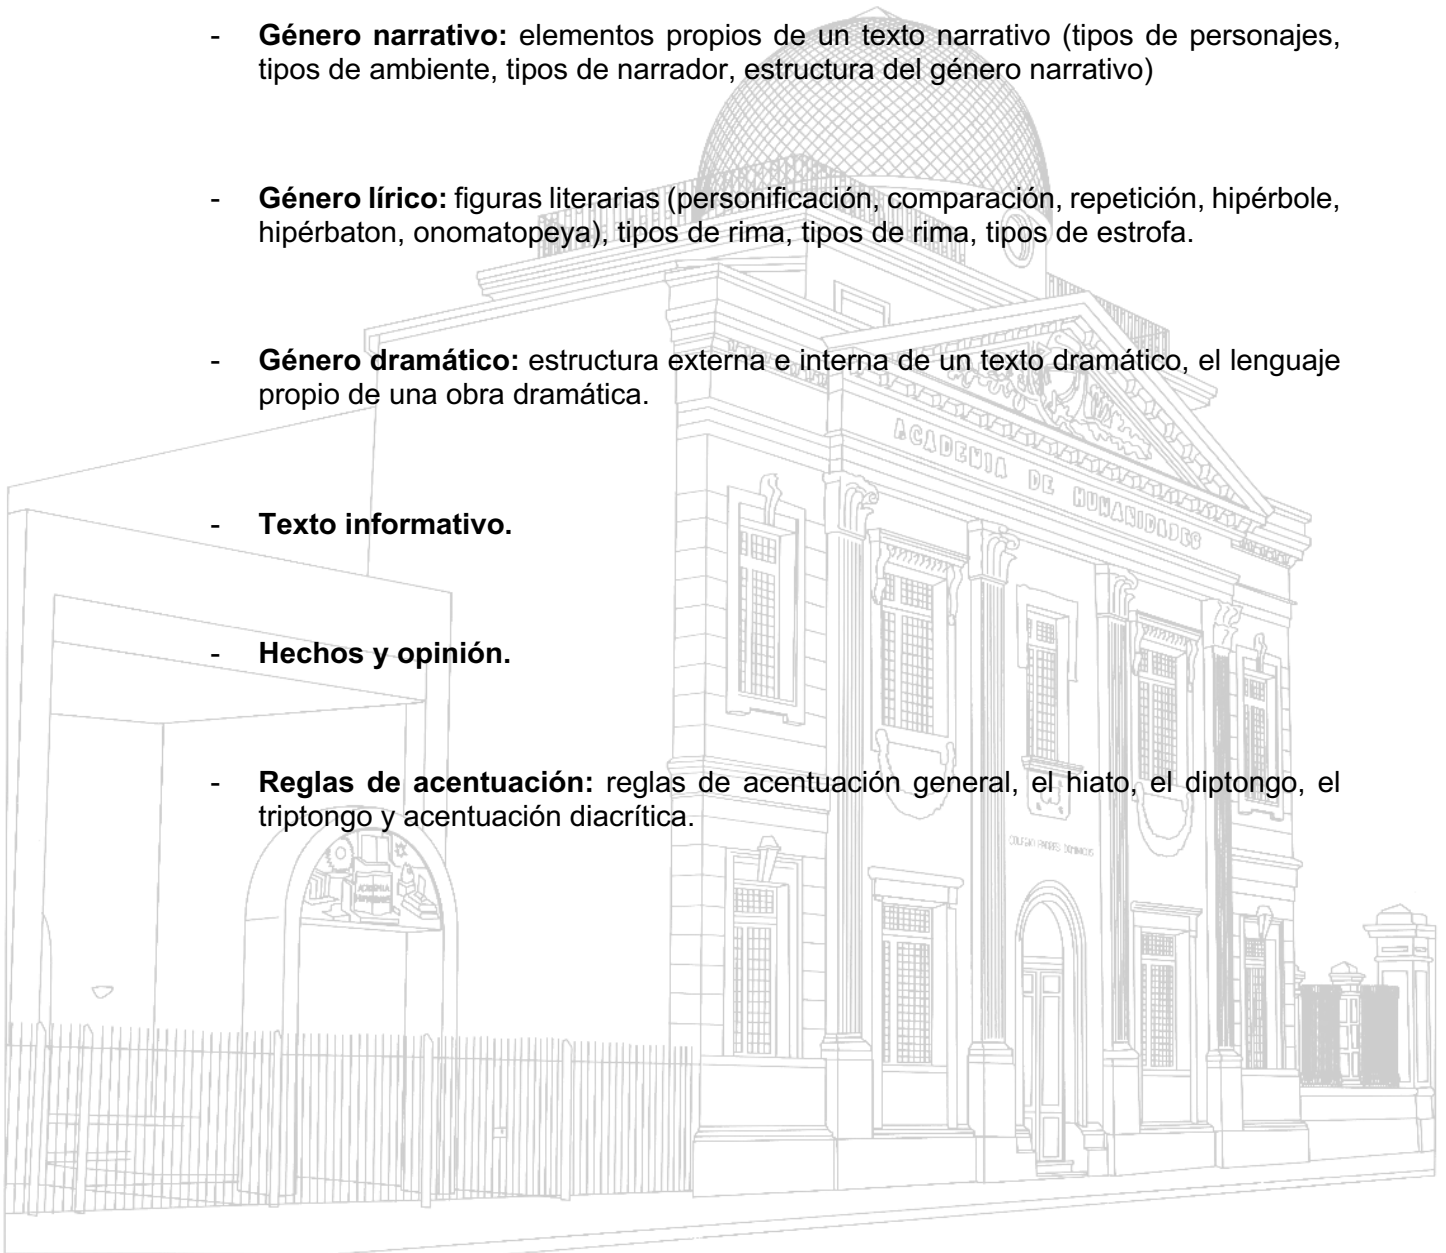 - Género narrativo: elementos propios de un texto narrativo (tipos de personajes,
tipos de ambiente, tipos de narrador, estructura del género narrativo)
- Género lírico: figuras literarias (personificación, comparación, repetición, hipérbole,
hipérbaton, onomatopeya), tipos de rima, tipos de rima, tipos de estrofa.
- Género dramático: estructura externa e interna de un texto dramático, el lenguaje
propio de una obra dramática.
ACADEMIA DE HUMANIDADES
- Texto informativo.
- Hechos y opinión.
- Reglas de acentuación: reglas de acentuación general, el hiato, el diptongo, el
triptongo y acentuación diacrítica.
COLEGIO PADRES DOMINICOS
ACADEMIA